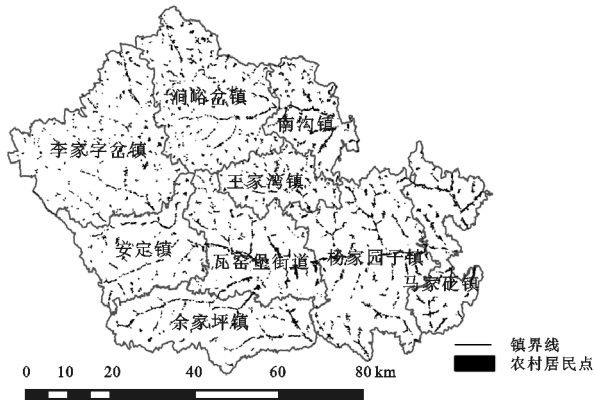 涧峪岔镇
南沟镇
李家字岔镇
王家湾镇
安定镇
瓦窑堡街道
杨家园子镇
马家砭镇
余家坪镇
镇界线
农村居民点
0 10 20 40 60 80 km